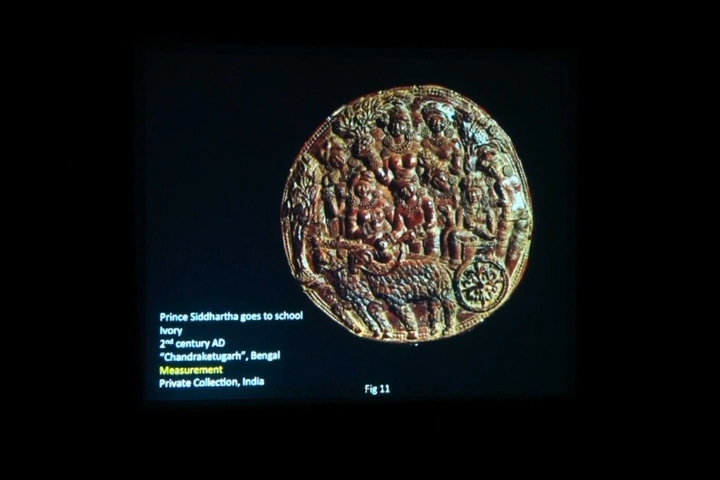 Prince Siddhartha goes to school
Ivory
2nd century AD
“Chandraketugarh”, Bengal
Measurement
Private Collection, India
Fig 11